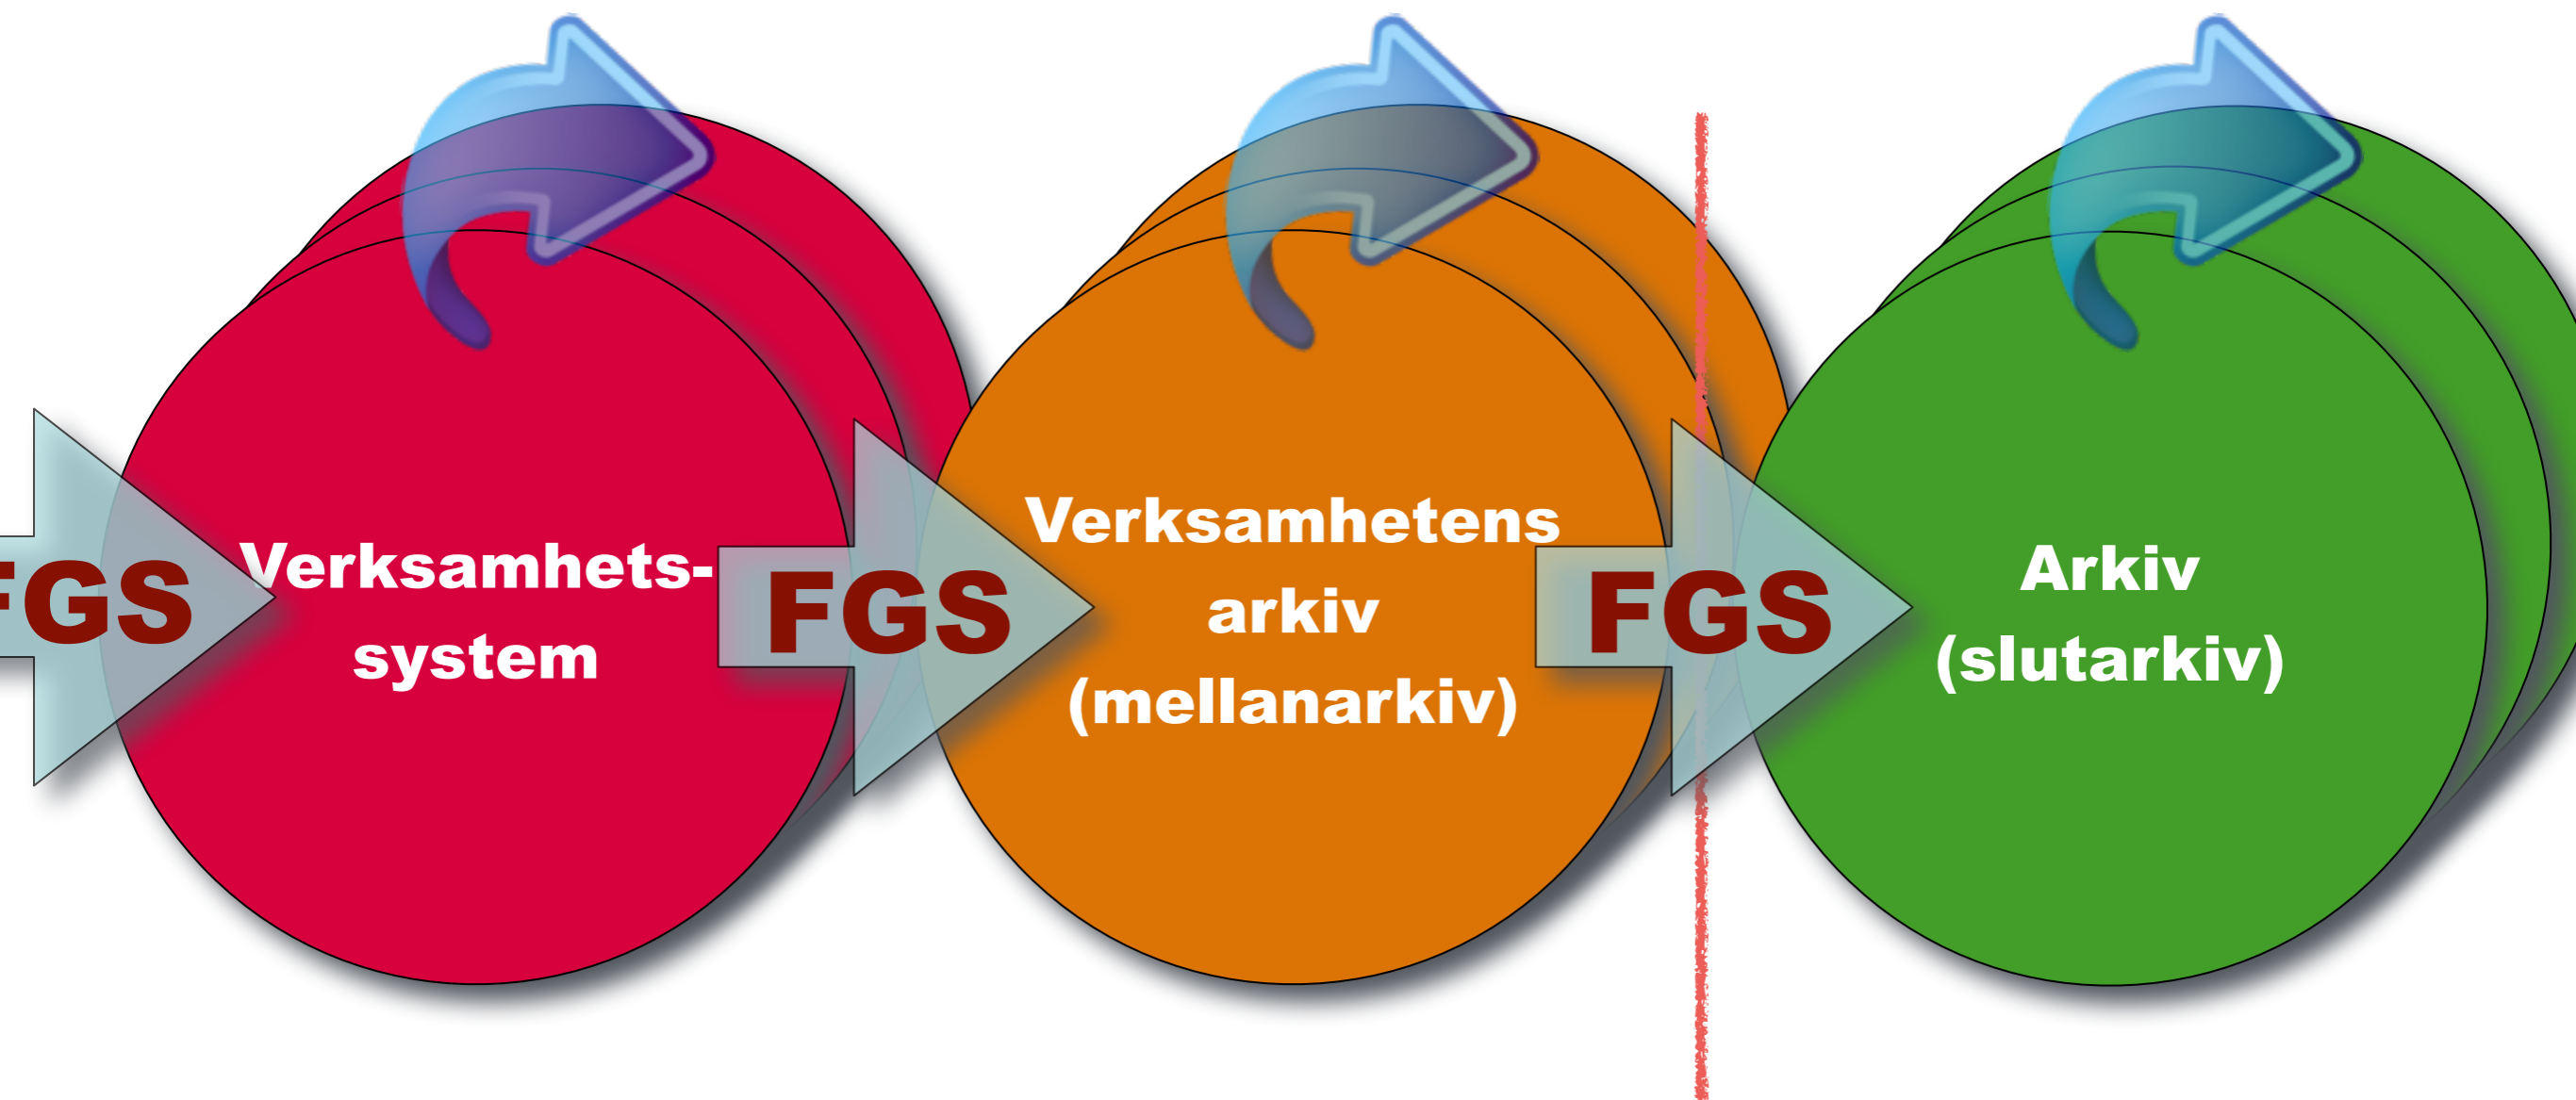 FGS
Verksamhets-
system
FGS
Verksamhetens
arkiv
(mellanarkiv)
FGS
Arkiv
(slutarkiv)